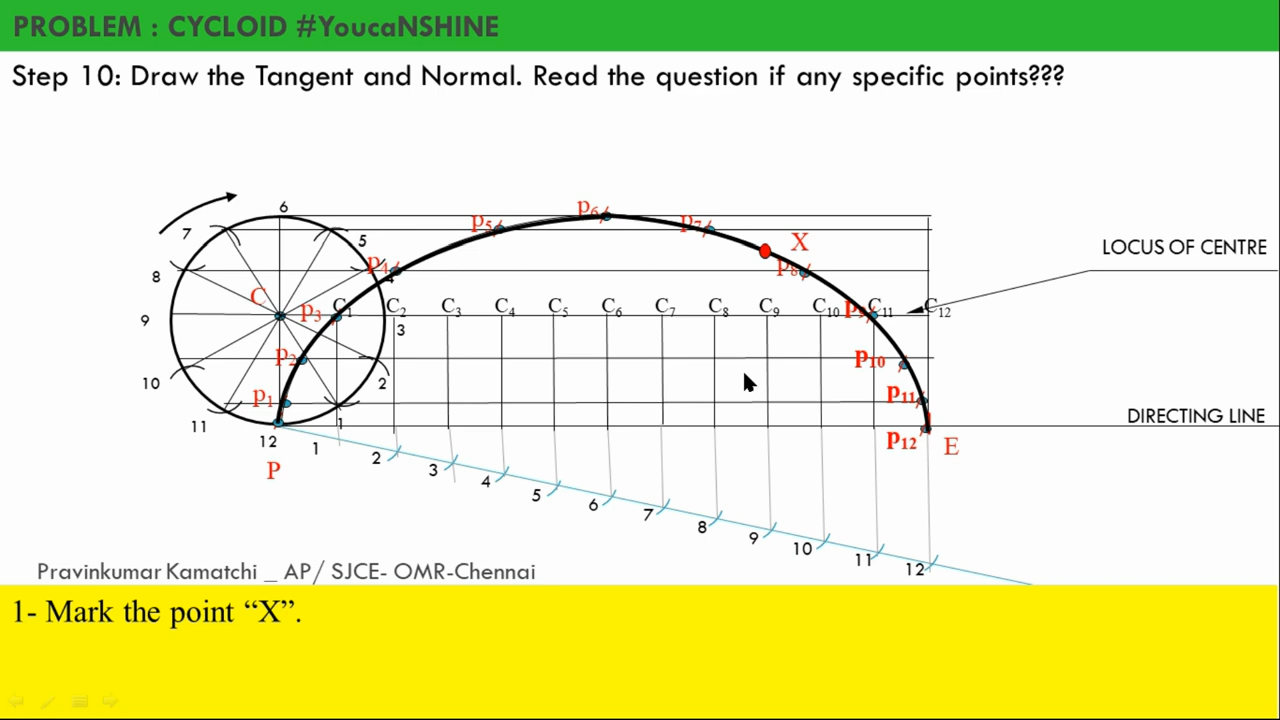 PROBLEM : CYCLOID #YoucaNSHINE
Step 10: Draw the Tangent and Normal. Read the question if any specific points???
6
7
5
8
4
9
3
10
2
11
1
12
C
P
p1
p2
p3
p4
p5
p6
p7
p8
p9
p10
p11
p12
X
E
C1
C2
C3
C4
C5
C6
C7
C8
C9
C10
C11
C12
LOCUS OF CENTRE
DIRECTING LINE
1
2
3
4
5
6
7
8
9
10
11
12
Pravinkumar Kamatchi _ AP/ SJCE- OMR-Chennai
1- Mark the point “X”.